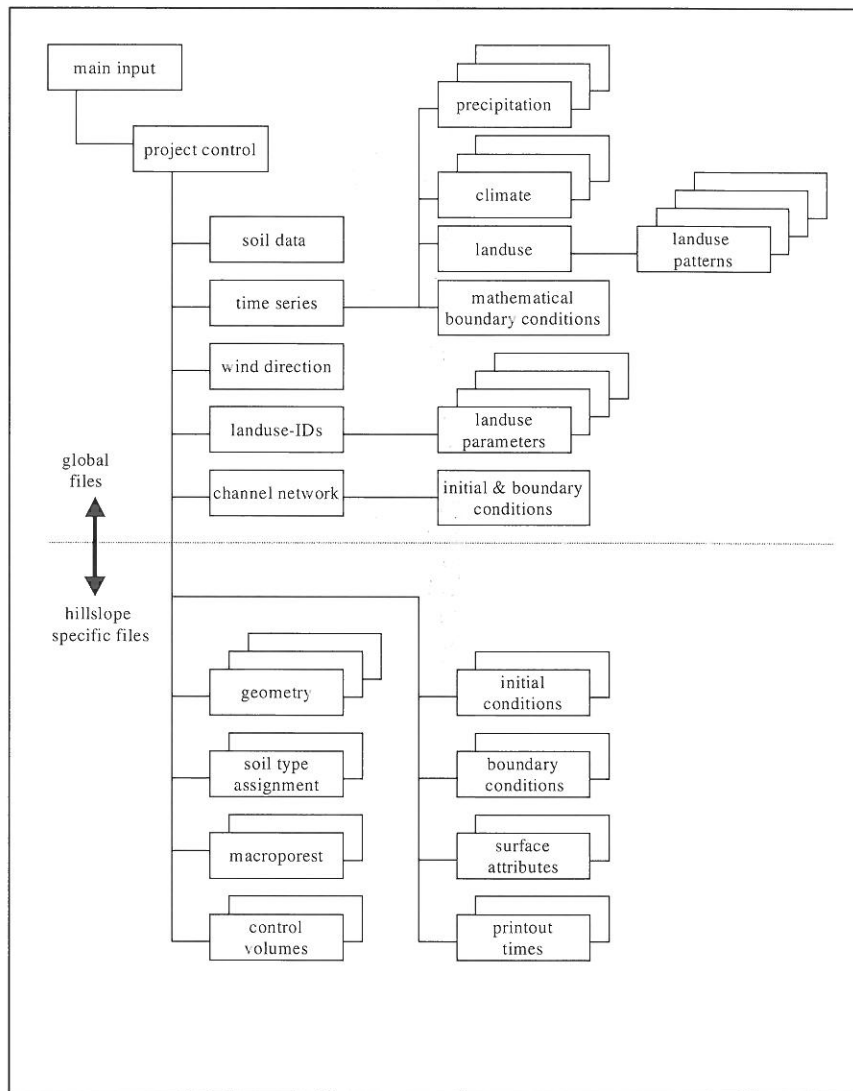 main input
project control
precipitation
climate
soil data
landuse
landuse
patterns
time series
mathematical
boundary conditions
wind direction
landuse-IDs
landuse
parameters
global
files
channel network
initial & boundary
conditions
hillslope
specific files
geometry
initial
conditions
soil type
assignment
boundary
conditions
macroporest
surface
attributes
control
volumes
printout
times